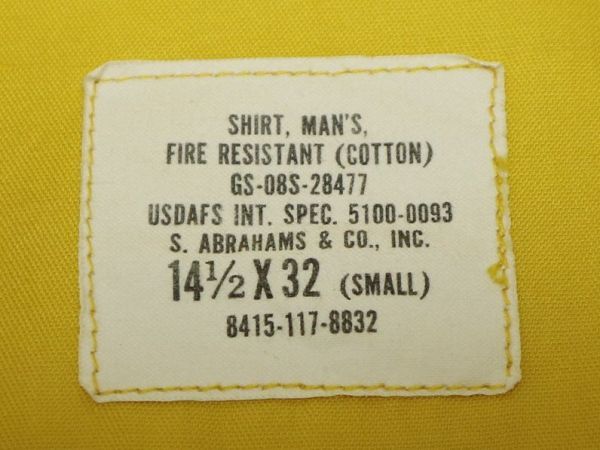 SHIRT, MAN'S,
FIRE RESISTANT (COTTON)
GS-08S-28477
USDAFS INT. SPEC. 5100-0093
S. ABRAHAMS & CO., INC.
14½ X 32 (SMALL)
8415-117-8832